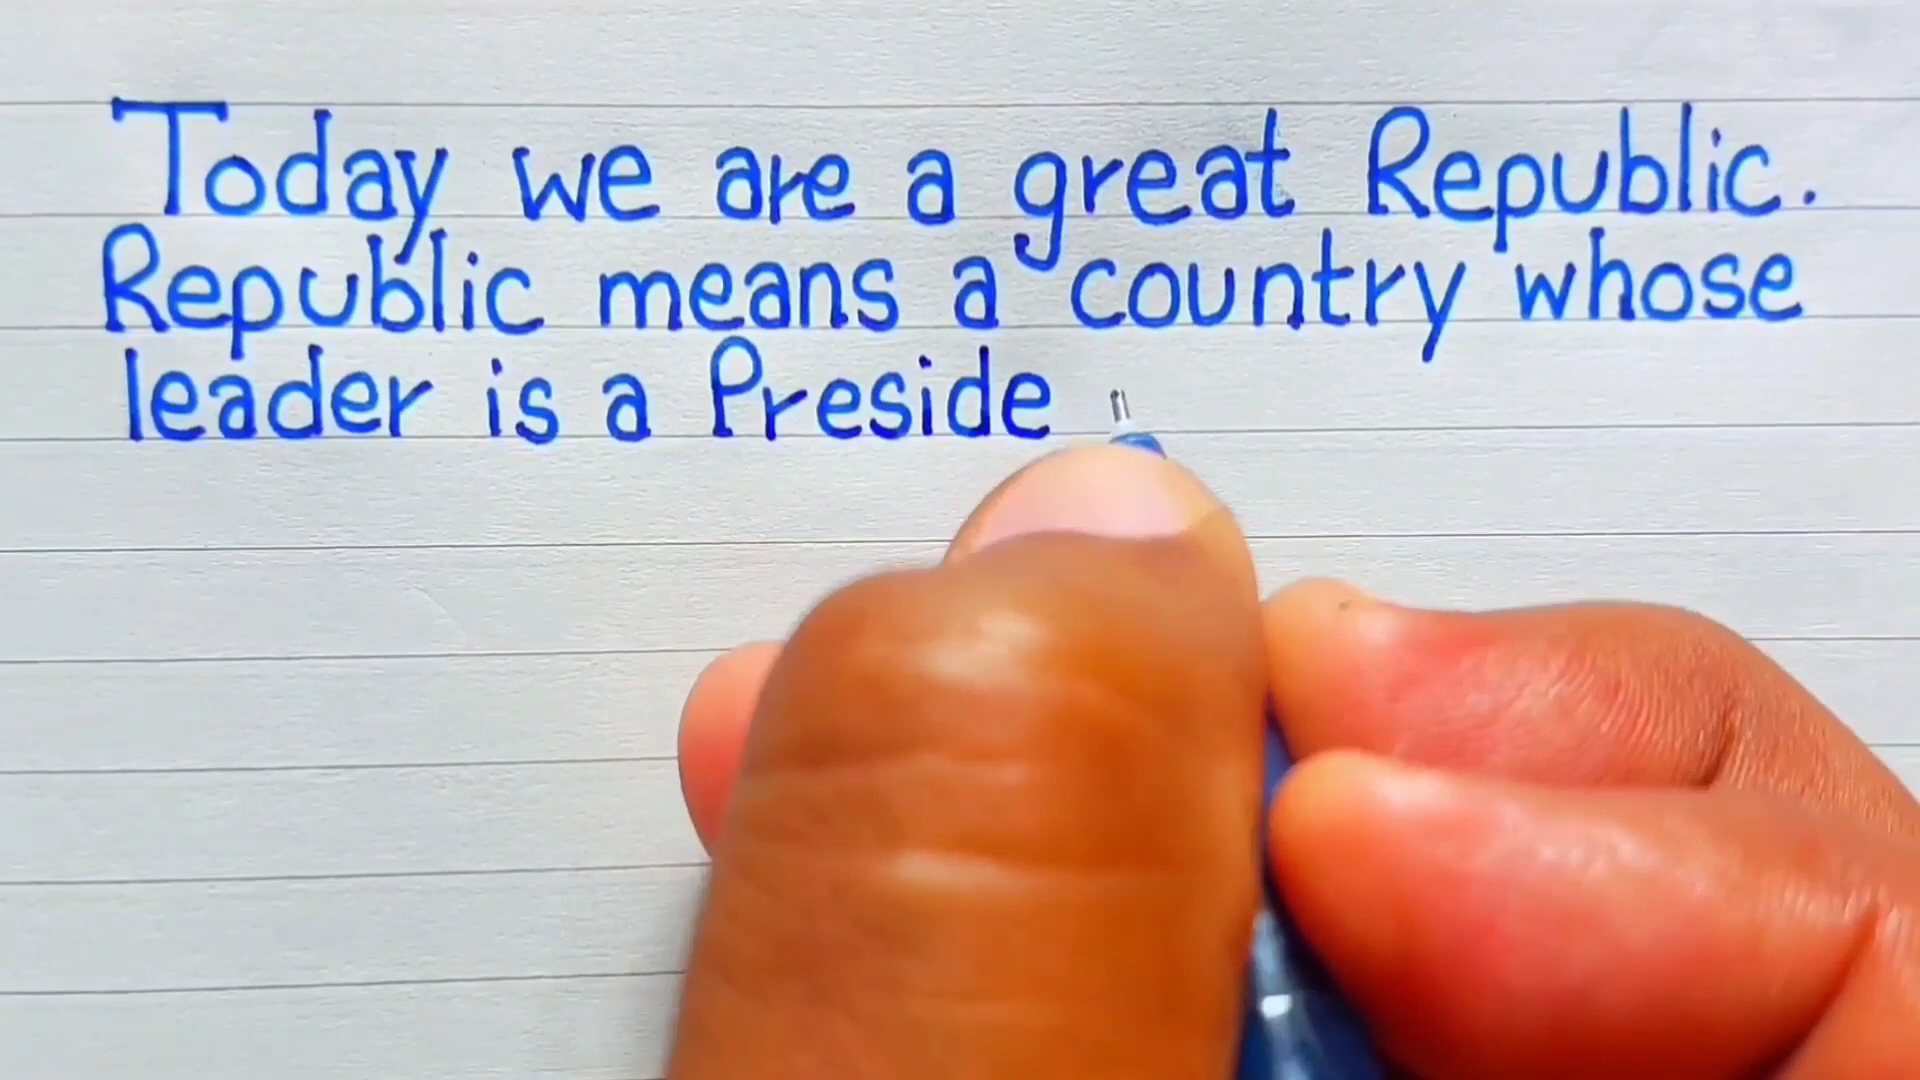 Today we are a great Republic.
Republic means a country whose
leader is a Preside